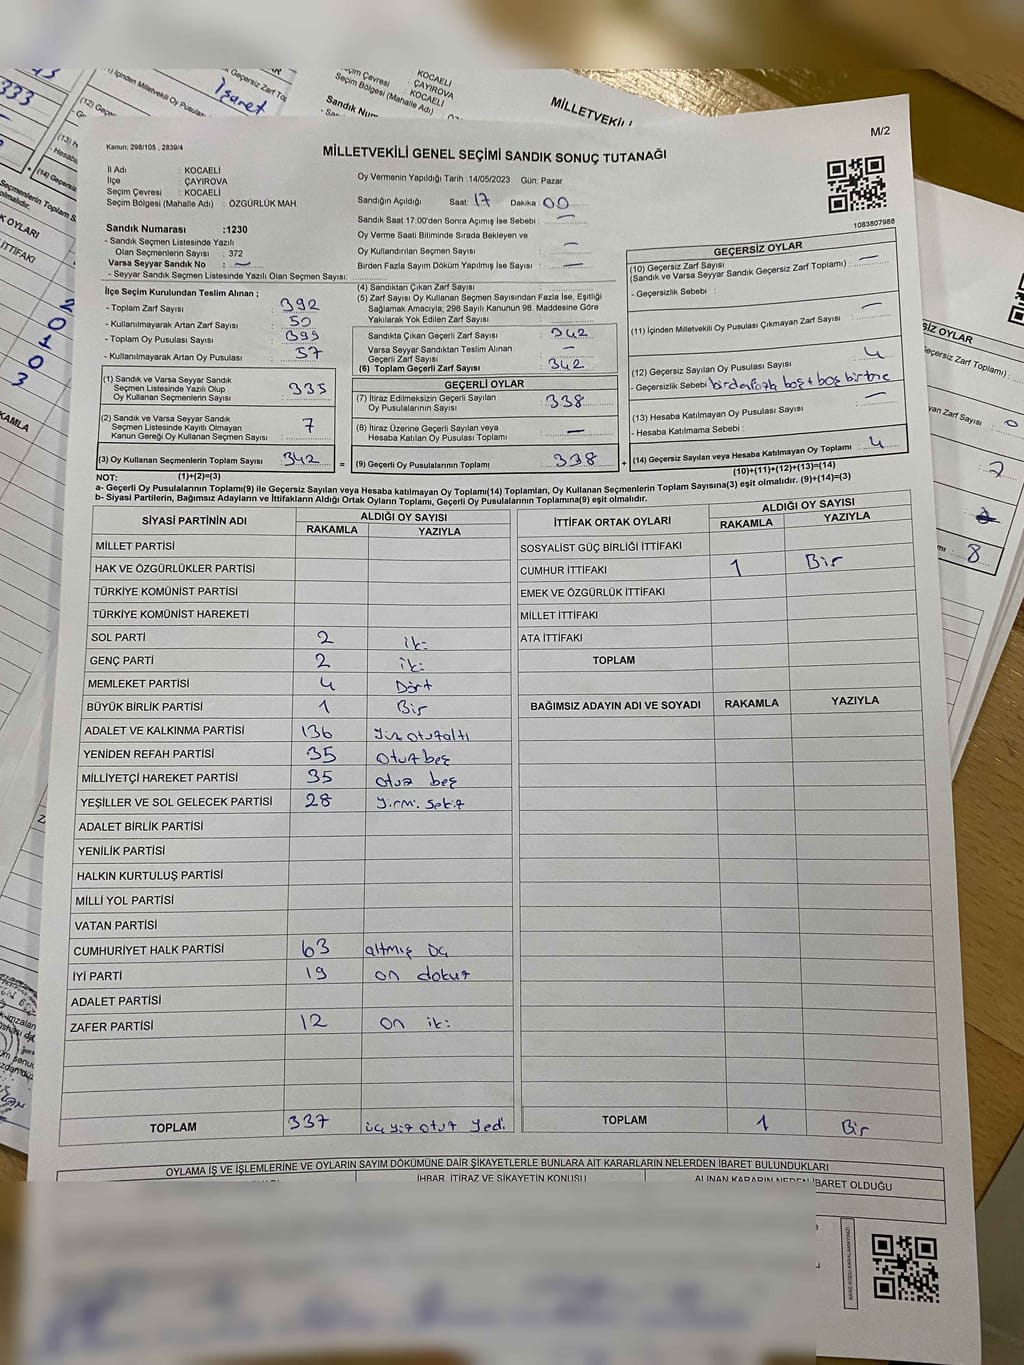 M/2
Kanun: 298/105 , 2839/4
MİLLETVEKİLİ GENEL SEÇİMİ SANDIK SONUÇ TUTANAĞI
İl Adı : KOCAELİ
İlçe : ÇAYIROVA
Seçim Çevresi : KOCAELİ
Seçim Bölgesi (Mahalle Adı) : ÖZGÜRLÜK MAH.
Sandık Numarası :1230
- Sandık Seçmen Listesinde Yazılı
Olan Seçmenlerin Sayısı : 372
Varsa Seyyar Sandık No : —
- Seyyar Sandık Seçmen Listesinde Yazılı Olan Seçmen Sayısı:
Oy Vermenin Yapıldığı Tarih :14/05/2023 Gün: Pazar
Sandığın Açıldığı Saat: 17 Dakika: 00
Sandık Saat 17:00'den Sonra Açımış İse Sebebi : —
Oy Verme Saati Bitiminde Sırada Bekleyen ve
Oy Kullandırılan Seçmen Sayısı : —
Birden Fazla Sayım Döküm Yapılmış İse Sayısı : —
1083807988
İlçe Seçim Kurulundan Teslim Alınan ;
- Toplam Zarf Sayısı : 392
- Kullanılmayarak Artan Zarf Sayısı : 50
- Toplam Oy Pusulası Sayısı : 399
- Kullanılmayarak Artan Oy Pusulası : 57
(1) Sandık ve Varsa Seyyar Sandık
Seçmen Listesinde Yazılı Olup
Oy Kullanan Seçmenlerin Sayısı : 335
(2) Sandık ve Varsa Seyyar Sandık
Seçmen Listesinde Kayıtlı Olmayan
Kanun Gereği Oy Kullanan Seçmen Sayısı : 7
(3) Oy Kullanan Seçmenlerin Toplam Sayısı : 342
(4) Sandıktan Çıkan Zarf Sayısı :
(5) Zarf Sayısı Oy Kullanan Seçmen Sayısından Fazla İse, Eşitliği
Sağlamak Amacıyla; 298 Sayılı Kanunun 98. Maddesine Göre
Yakılarak Yok Edilen Zarf Sayısı :
Sandıkta Çıkan Geçerli Zarf Sayısı : 342
Varsa Seyyar Sandıktan Teslim Alınan
Geçerli Zarf Sayısı : —
(6) Toplam Geçerli Zarf Sayısı : 342
GEÇERLİ OYLAR
(7) İtiraz Edilmeksizin Geçerli Sayılan
Oy Pusulalarının Sayısı : 338
(8) İtiraz Üzerine Geçerli Sayılan veya
Hesaba Katılan Oy Pusulası Toplamı : —
= (9) Geçerli Oy Pusulalarının Toplamı : 338
GEÇERSİZ OYLAR
(10) Geçersiz Zarf Sayısı
(Sandık ve Varsa Seyyar Sandık Geçersiz Zarf Toplamı) : —
- Geçersizlik Sebebi :
(11) İçinden Milletvekili Oy Pusulası Çıkmayan Zarf Sayısı : —
(12) Geçersiz Sayılan Oy Pusulası Sayısı : 4
- Geçersizlik Sebebi : birden fazla boş + boş
(13) Hesaba Katılmayan Oy Pusulası Sayısı : —
- Hesaba Katılmama Sebebi :
+ (14) Geçersiz Sayılan veya Hesaba Katılmayan Oy Toplamı : 4
NOT: (1)+(2)=(3) (10)+(11)+(12)+(13)=(14)
a- Geçerli Oy Pusulalarının Toplamı(9) ile Geçersiz Sayılan veya Hesaba katılmayan Oy Toplamı(14) Toplamları, Oy Kullanan Seçmenlerin Toplam Sayısına(3) eşit olmalıdır. (9)+(14)=(3)
b- Siyasi Partilerin, Bağımsız Adayların ve İttifakların Aldığı Ortak Oyların Toplamı, Geçerli Oy Pusulalarının Toplamına(9) eşit olmalıdır.
SİYASİ PARTİNİN ADI ALDIĞI OY SAYISI
RAKAMLA YAZIYLA
MİLLET PARTİSİ
HAK VE ÖZGÜRLÜKLER PARTİSİ
TÜRKİYE KOMÜNİST PARTİSİ
TÜRKİYE KOMÜNİST HAREKETİ
SOL PARTİ 2 iki
GENÇ PARTİ 2 iki
MEMLEKET PARTİSİ 4 Dört
BÜYÜK BİRLİK PARTİSİ 1 Bir
ADALET VE KALKINMA PARTİSİ 136 yüz otuzaltı
YENİDEN REFAH PARTİSİ 35 otuz beş
MİLLİYETÇİ HAREKET PARTİSİ 35 otuz beş
YEŞİLLER VE SOL GELECEK PARTİSİ 28 yirmi sekiz
ADALET BİRLİK PARTİSİ
YENİLİK PARTİSİ
HALKIN KURTULUŞ PARTİSİ
MİLLİ YOL PARTİSİ
VATAN PARTİSİ
CUMHURİYET HALK PARTİSİ 63 altmış üç
İYİ PARTİ 19 on dokuz
ADALET PARTİSİ
ZAFER PARTİSİ 12 on iki
TOPLAM 337 üç yüz otuz yedi
İTTİFAK ORTAK OYLARI ALDIĞI OY SAYISI
RAKAMLA YAZIYLA
SOSYALİST GÜÇ BİRLİĞİ İTTİFAKI
CUMHUR İTTİFAKI 1 Bir
EMEK VE ÖZGÜRLÜK İTTİFAKI
MİLLET İTTİFAKI
ATA İTTİFAKI
TOPLAM
BAĞIMSIZ ADAYIN ADI VE SOYADI RAKAMLA YAZIYLA
TOPLAM 1 Bir
OYLAMA İŞ VE İŞLEMLERİNE VE OYLARIN SAYIM DÖKÜMÜNE DAİR ŞİKAYETLERLE BUNLARA AİT KARARLARIN NELERDEN İBARET BULUNDUKLARI
İHBAR, İTİRAZ VE ŞİKAYETİN KONUSU
ALINAN KARARIN NEDEN İBARET OLDUĞU